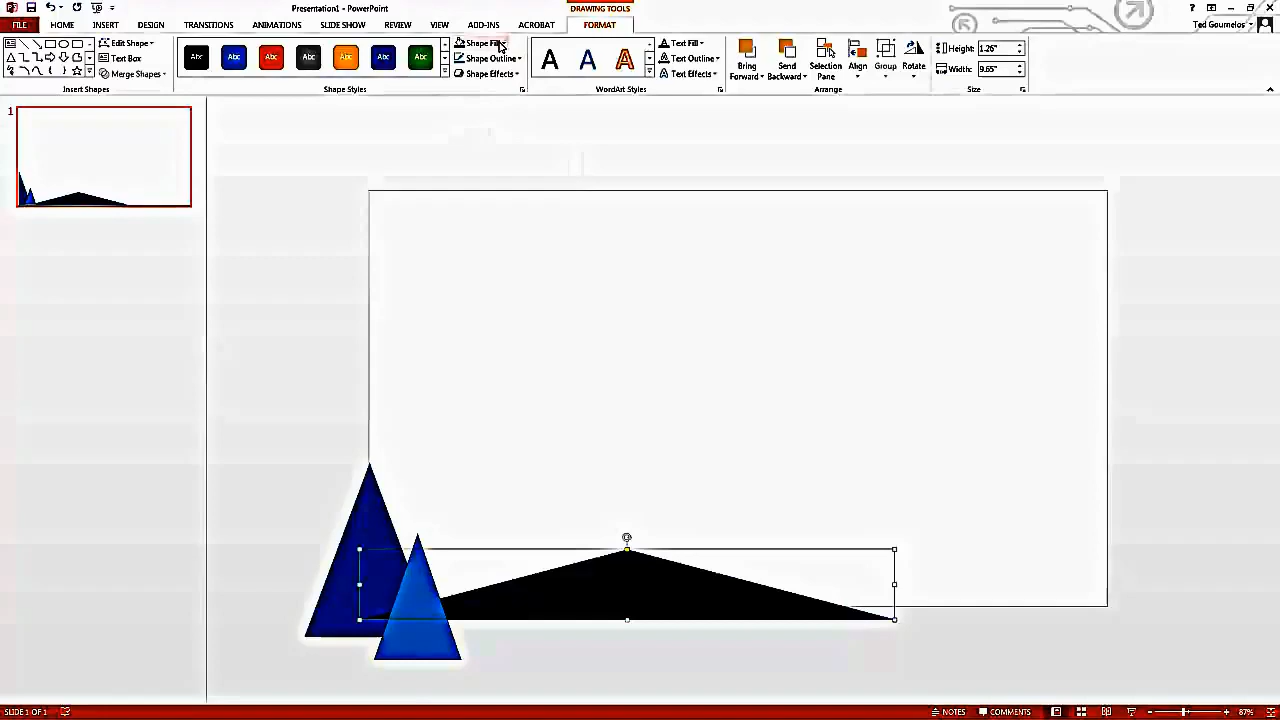 Presentation1 - PowerPoint
DRAWING TOOLS
?
FILE
HOME
INSERT
DESIGN
TRANSITIONS
ANIMATIONS
SLIDE SHOW
REVIEW
VIEW
ADD-INS
ACROBAT
FORMAT
Ted Gournelos
Edit Shape
Text Box
Merge Shapes
Insert Shapes
Abc Abc Abc Abc Abc Abc Abc
Shape Fill
Shape Outline
Shape Effects
Shape Styles
A A A
Text Fill
Text Outline
Text Effects
WordArt Styles
Bring Forward
Send Backward
Selection Pane
Align
Group
Rotate
Arrange
Height: 1.26"
Width: 9.65"
Size
1
SLIDE 1 OF 1
NOTES
COMMENTS
87%